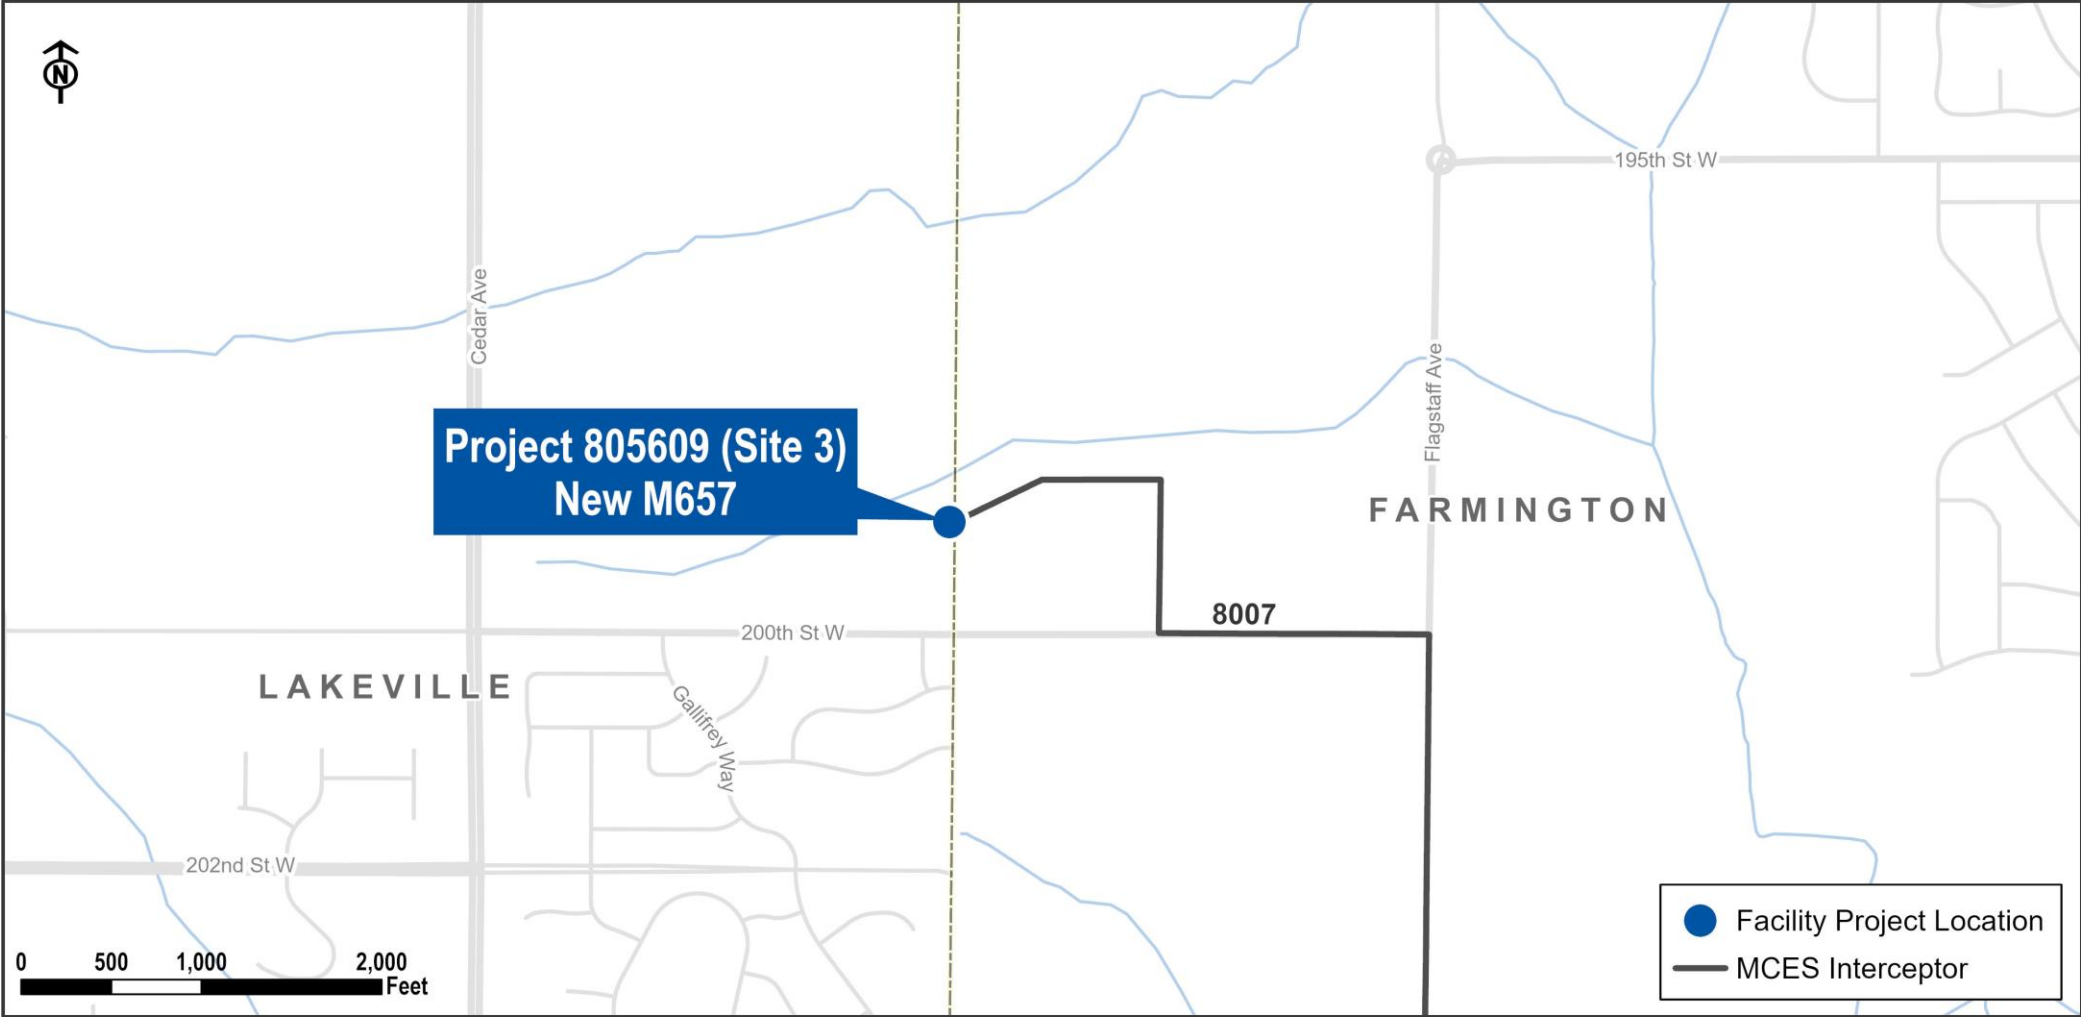 N
195th St W
Cedar Ave
Flagstaff Ave
Project 805609 (Site 3)
New M657
FARMINGTON
8007
200th St W
LAKEVILLE
Gallifrey Way
202nd St W
0 500 1,000 2,000
Feet
Facility Project Location
MCES Interceptor